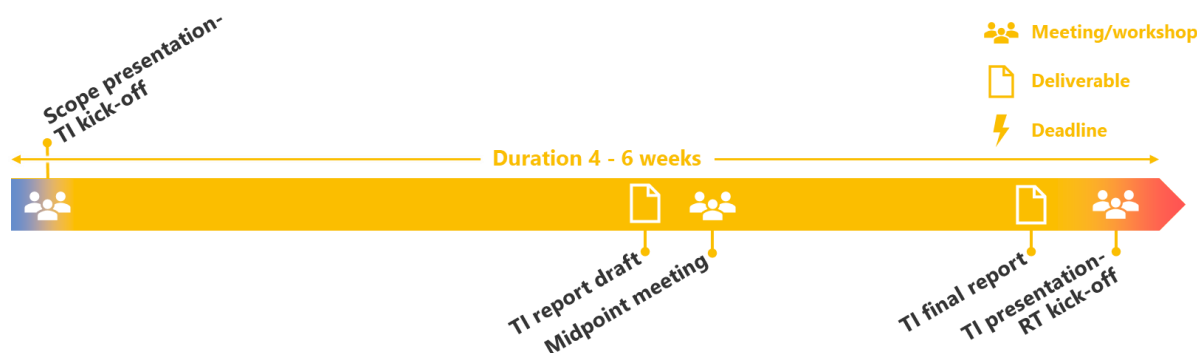 Scope presentation-
TI kick-off
Meeting/workshop
Deliverable
Deadline
Duration 4 - 6 weeks
TI report draft
Midpoint meeting
TI final report
TI presentation-
RT kick-off